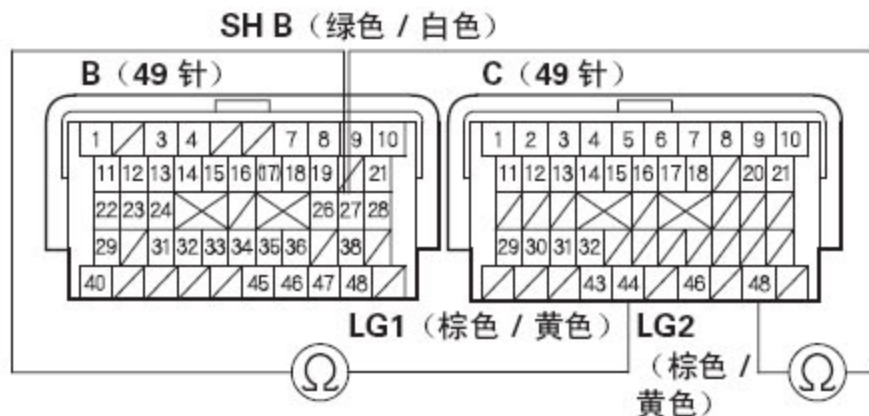 SH B（绿色 / 白色）
B（49 针）
C（49 针）
1 3 4 7 8 9 10
11 12 13 14 15 16 17 18 19 21
22 23 24 26 27 28
29 31 32 33 34 35 36 38
40 45 46 47 48
1 2 3 4 5 6 7 8 9 10
11 12 13 14 15 16 17 18 20 21
29 30 31 32
43 44 46 48
LG1（棕色 / 黄色）
LG2
（棕色 /
黄色）
Ω
Ω